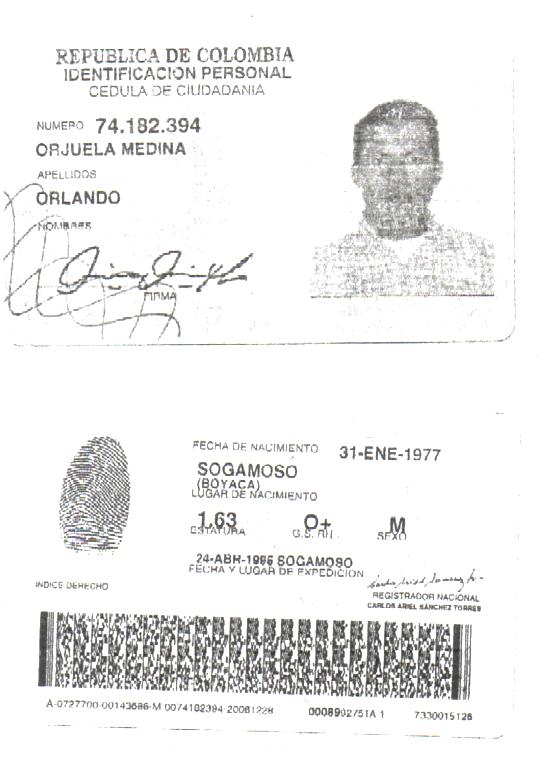 REPUBLICA DE COLOMBIA
IDENTIFICACION PERSONAL
CEDULA DE CIUDADANIA
NUMERO 74.182.394
ORJUELA MEDINA
APELLIDOS
ORLANDO
NOMBRES
FIRMA
FECHA DE NACIMIENTO 31-ENE-1977
SOGAMOSO
(BOYACA)
LUGAR DE NACIMIENTO
1.63 O+ M
ESTATURA G.S. RH SEXO
24-ABR-1996 SOGAMOSO
FECHA Y LUGAR DE EXPEDICION
INDICE DERECHO
REGISTRADOR NACIONAL
CARLOS ARIEL SÁNCHEZ TORRES
A-0727700-00143686-M-0074182394-20061228 0008902751A 1 7330015126